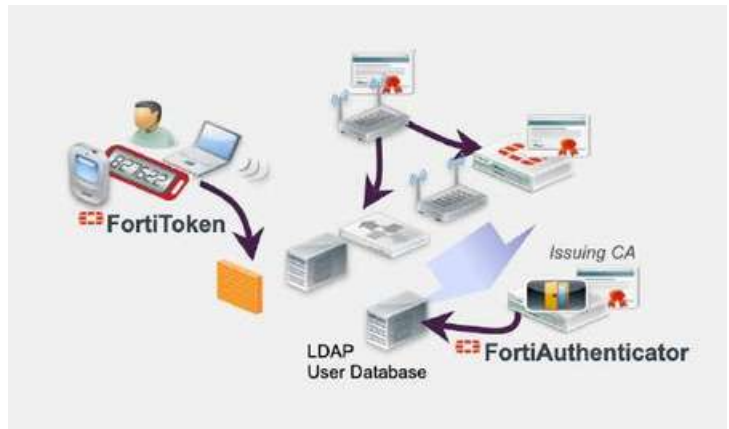 Issuing CA
FortiToken
LDAP
User Database
FortiAuthenticator